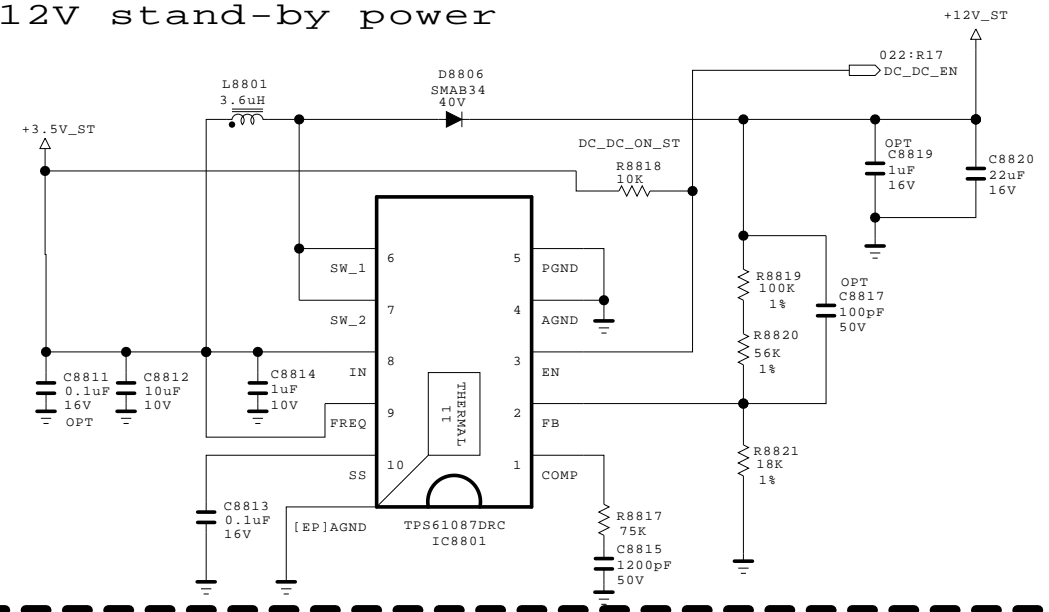 12V stand-by power
+12V_ST
022:R17
DC_DC_EN
L8801
3.6uH
D8806
SMAB34
40V
+3.5V_ST
DC_DC_ON_ST
R8818
10K
OPT
C8819
1uF
16V
C8820
22uF
16V
6
SW_1
5
PGND
7
SW_2
4
AGND
8
IN
3
EN
9
FREQ
2
FB
10
SS
1
COMP
THERMAL
11
[EP]AGND
TPS61087DRC
IC8801
R8819
100K
1%
R8820
56K
1%
OPT
C8817
100pF
50V
R8821
18K
1%
C8811
0.1uF
16V
OPT
C8812
10uF
10V
C8814
1uF
10V
C8813
0.1uF
16V
R8817
75K
C8815
1200pF
50V